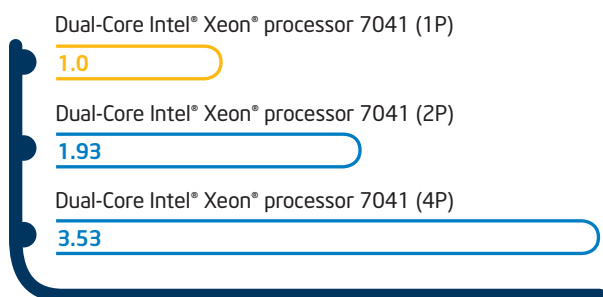 Dual-Core Intel® Xeon® processor 7041 (1P)
1.0
Dual-Core Intel® Xeon® processor 7041 (2P)
1.93
Dual-Core Intel® Xeon® processor 7041 (4P)
3.53